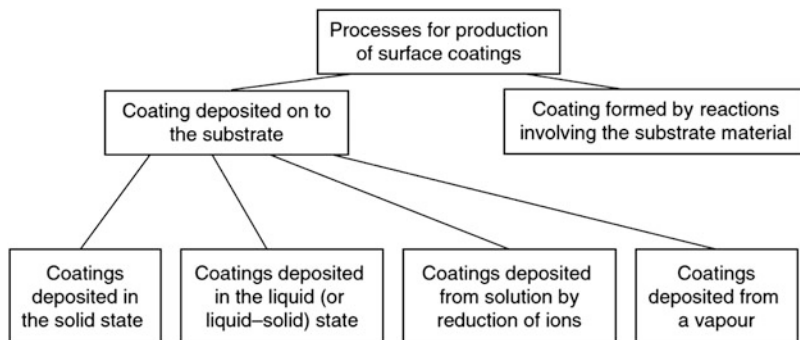 Processes for production
of surface coatings
Coating deposited on to
the substrate
Coating formed by reactions
involving the substrate material
Coatings
deposited in
the solid state
Coatings deposited
in the liquid (or
liquid–solid) state
Coatings deposited
from solution by
reduction of ions
Coatings
deposited from
a vapour